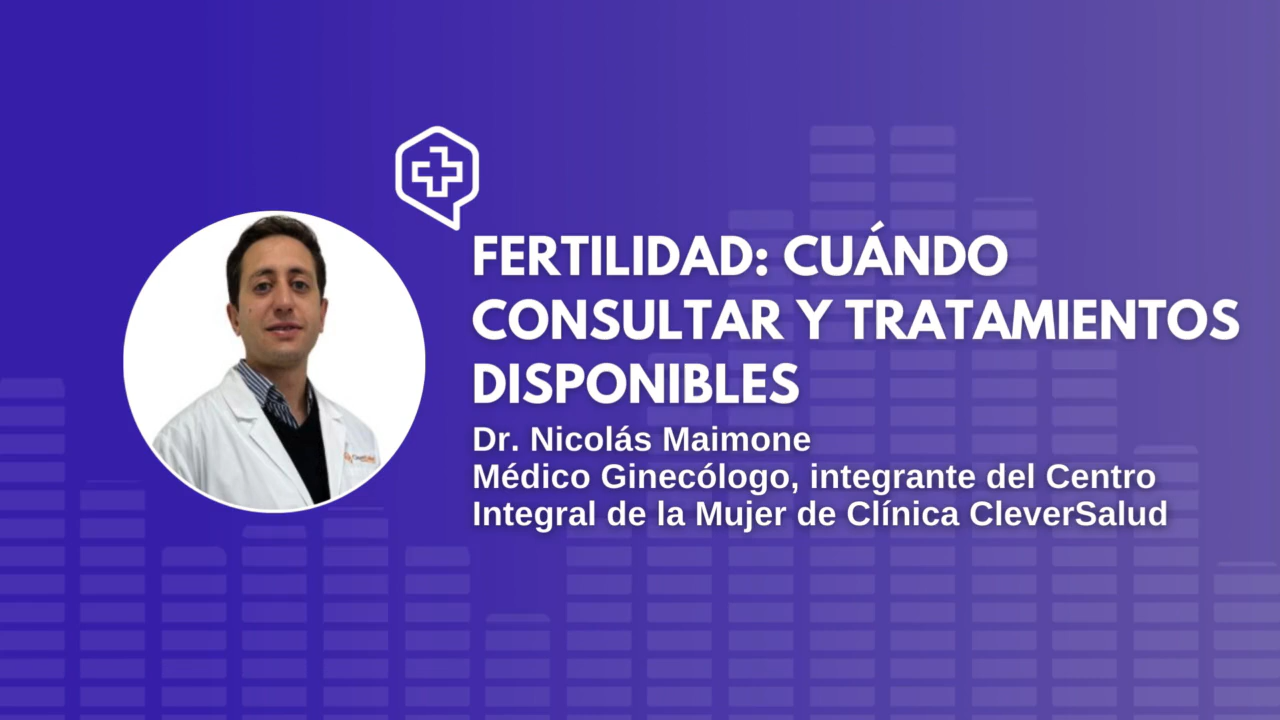 FERTILIDAD: CUÁNDO
CONSULTAR Y TRATAMIENTOS
DISPONIBLES
Dr. Nicolás Maimone
Médico Ginecólogo, integrante del Centro
Integral de la Mujer de Clínica CleverSalud